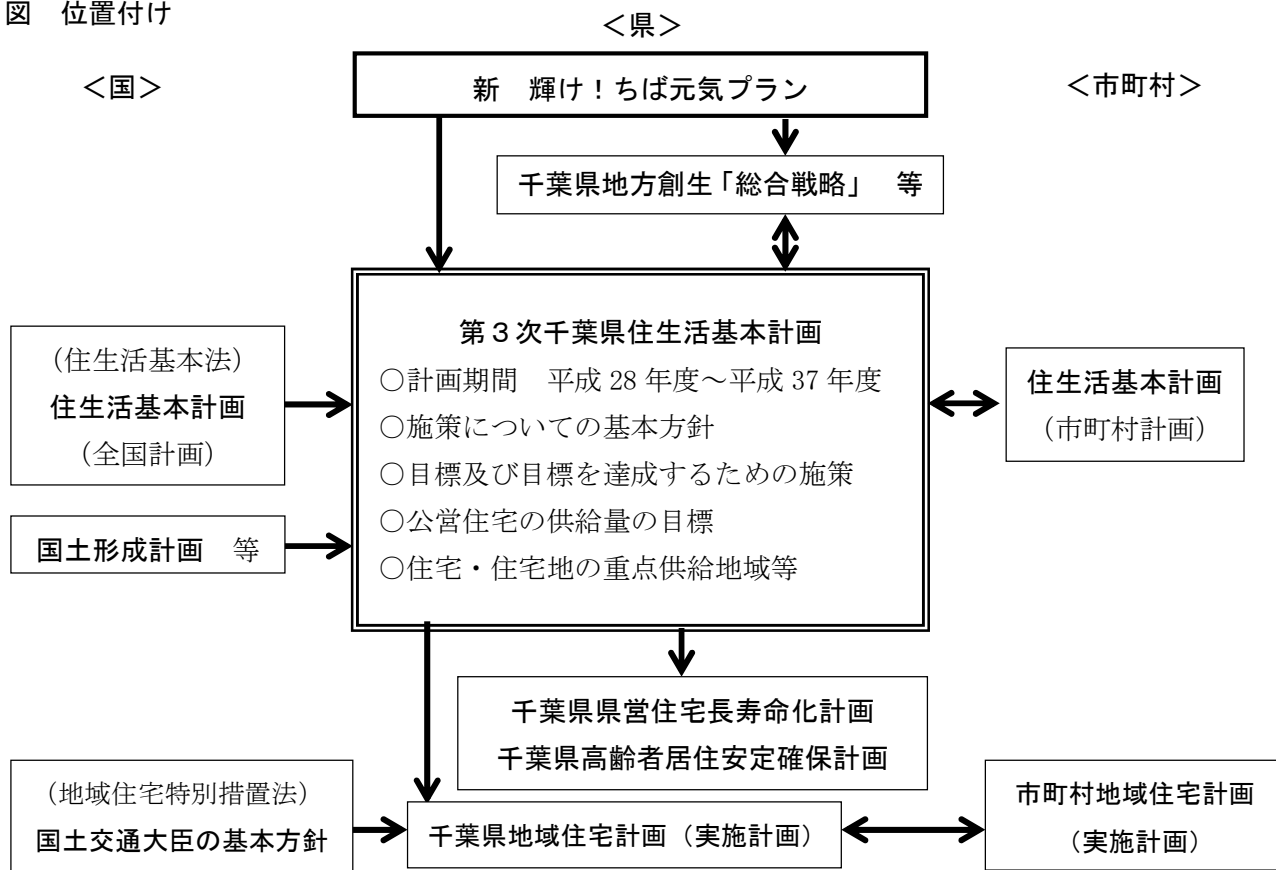 図　位置付け
＜県＞
＜国＞
新　輝け！ちば元気プラン
＜市町村＞
千葉県地方創生「総合戦略」　等
第３次千葉県住生活基本計画
○計画期間　平成 28 年度～平成 37 年度
○施策についての基本方針
○目標及び目標を達成するための施策
○公営住宅の供給量の目標
○住宅・住宅地の重点供給地域等
（住生活基本法）
住生活基本計画
（全国計画）
国土形成計画　等
住生活基本計画
（市町村計画）
千葉県県営住宅長寿命化計画
千葉県高齢者居住安定確保計画
（地域住宅特別措置法）
国土交通大臣の基本方針
千葉県地域住宅計画（実施計画）
市町村地域住宅計画
（実施計画）